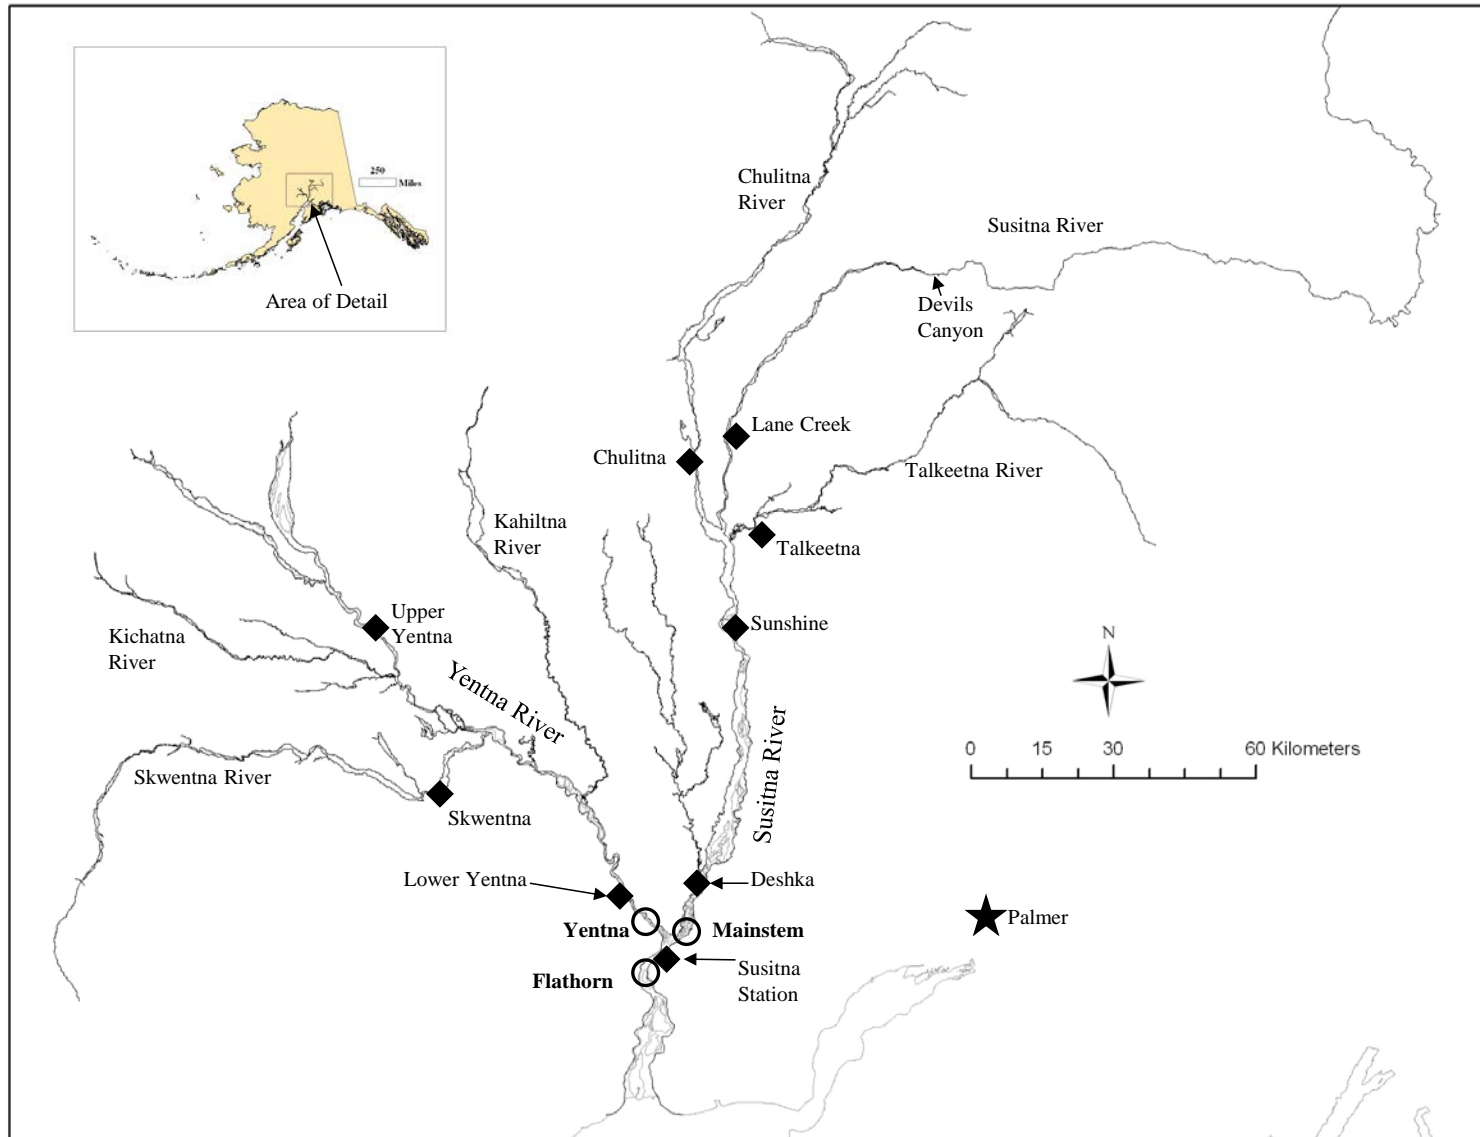 250
Miles
Area of Detail
Chulitna
River
Susitna River
Devils
Canyon
Lane Creek
Chulitna
Talkeetna River
Kahiltna
River
Talkeetna
Upper
Yentna
Sunshine
Kichatna
River
Yentna River
N
Susitna River
0 15 30 60 Kilometers
Skwentna River
Skwentna
Lower Yentna
Deshka
Palmer
Yentna
Mainstem
Susitna
Station
Flathorn